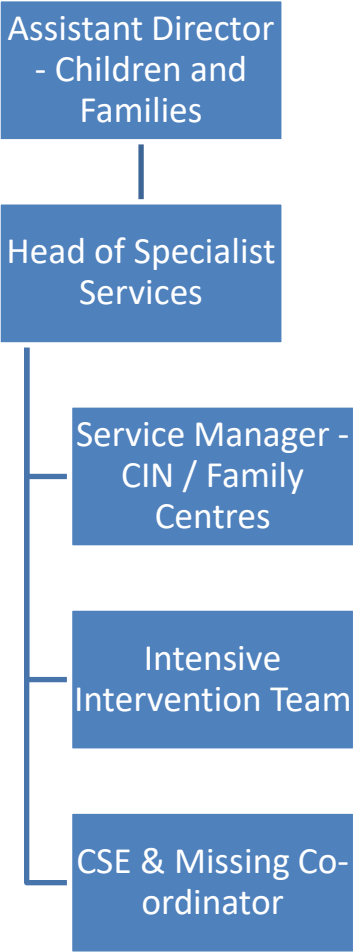 Assistant Director
- Children and
Families
Head of Specialist
Services
Service Manager -
CIN / Family
Centres
Intensive
Intervention Team
CSE & Missing Co-
ordinator